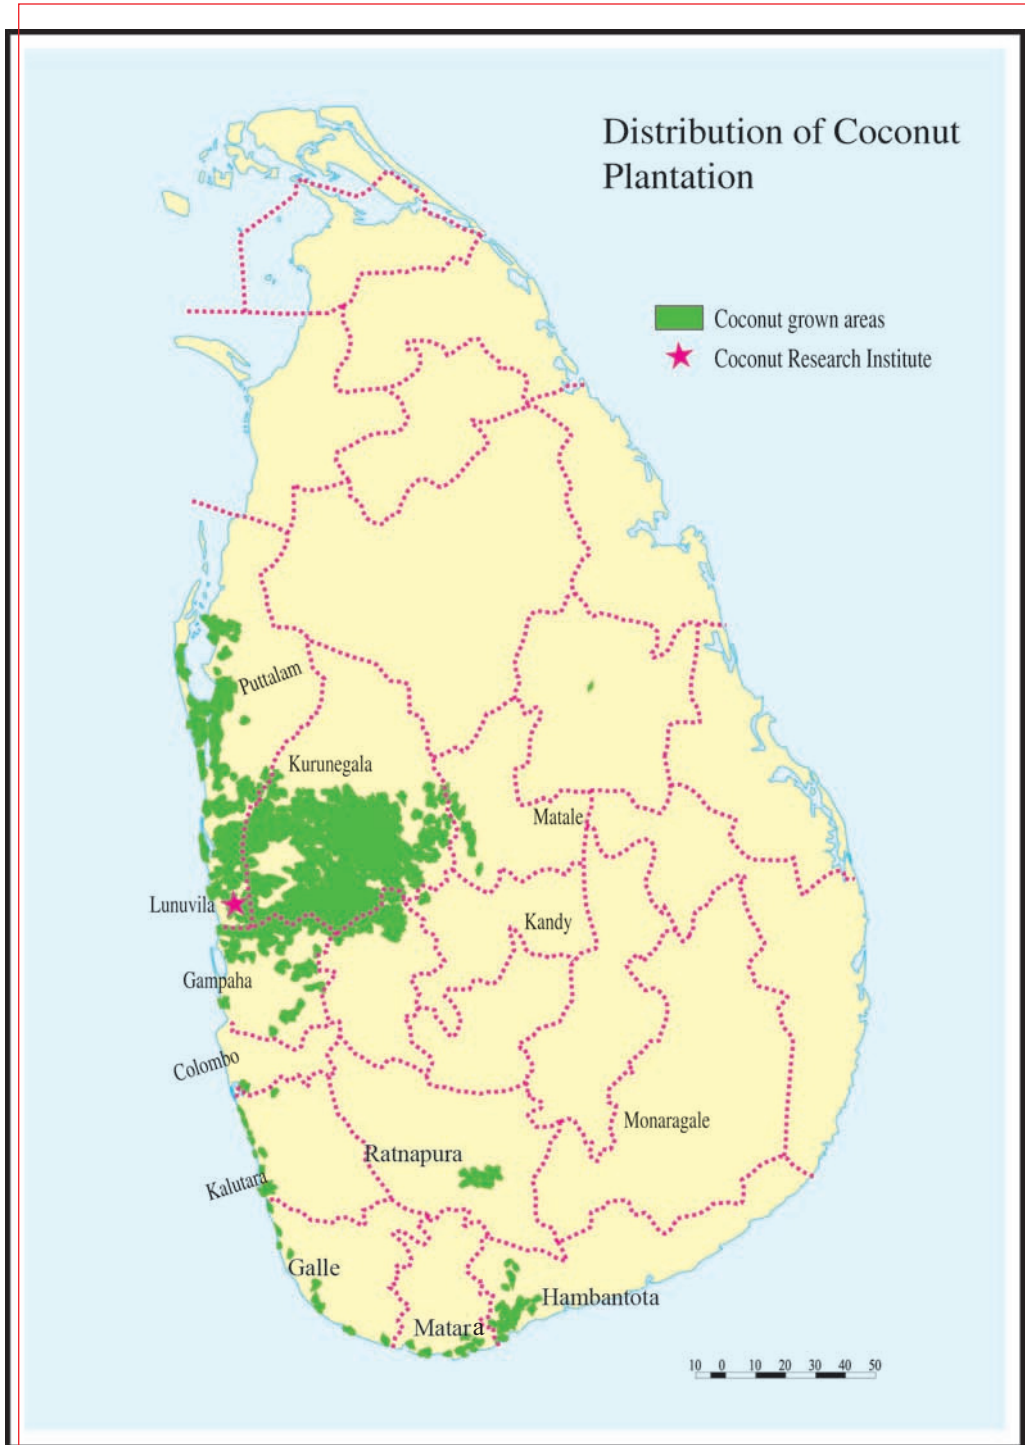 Distribution of Coconut
Plantation
Coconut grown areas
Coconut Research Institute
Puttalam
Kurunegala
Matale
Lunuvila
Kandy
Gampaha
Colombo
Monaragale
Ratnapura
Kalutara
Galle
Hambantota
Matara
10 0 10 20 30 40 50